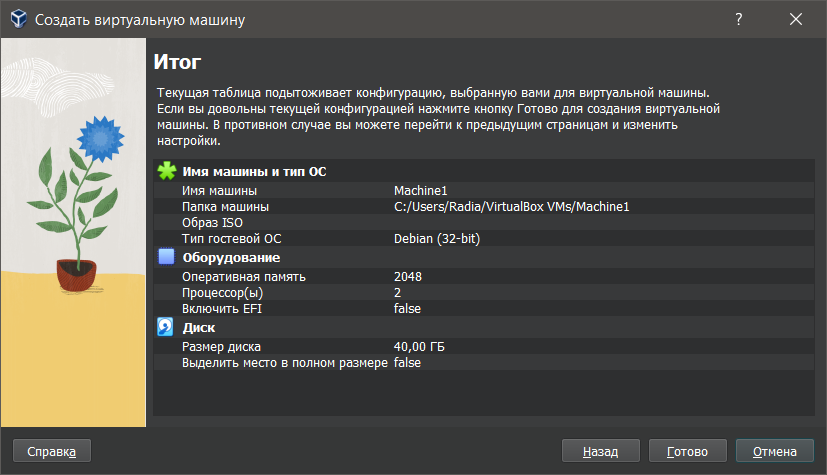 Создать виртуальную машину
?
Итог
Текущая таблица подытоживает конфигурацию, выбранную вами для виртуальной машины.
Если вы довольны текущей конфигурацией нажмите кнопку Готово для создания виртуальной
машины. В противном случае вы можете перейти к предыдущим страницам и изменить
настройки.
Имя машины и тип ОС
Имя машины Machine1
Папка машины C:/Users/Radia/VirtualBox VMs/Machine1
Образ ISO
Тип гостевой ОС Debian (32-bit)
Оборудование
Оперативная память 2048
Процессор(ы) 2
Включить EFI false
Диск
Размер диска 40,00 ГБ
Выделить место в полном размере false
Справка Назад Готово Отмена